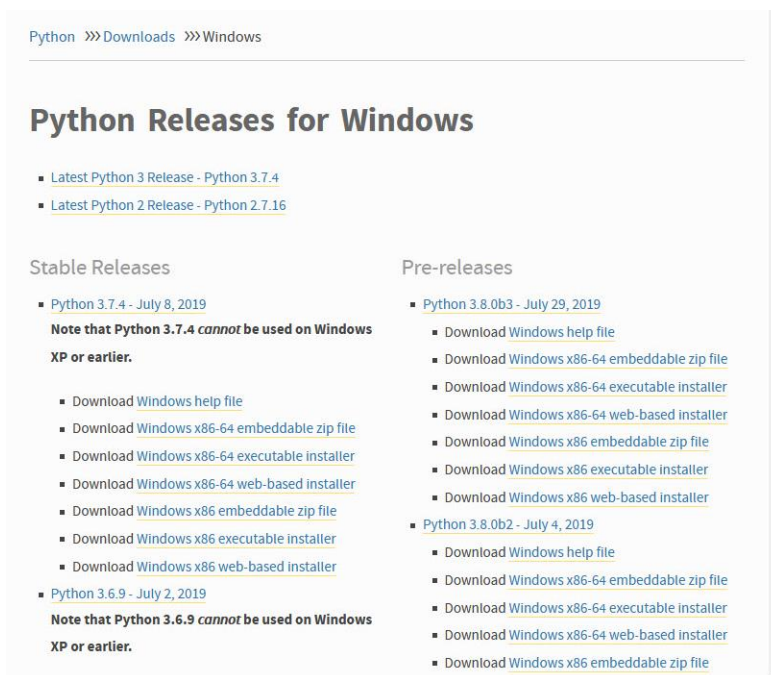 Python >>> Downloads >>> Windows
Python Releases for Windows
Latest Python 3 Release - Python 3.7.4
Latest Python 2 Release - Python 2.7.16
Stable Releases
Python 3.7.4 - July 8, 2019
Note that Python 3.7.4 cannot be used on Windows
XP or earlier.
Download Windows help file
Download Windows x86-64 embeddable zip file
Download Windows x86-64 executable installer
Download Windows x86-64 web-based installer
Download Windows x86 embeddable zip file
Download Windows x86 executable installer
Download Windows x86 web-based installer
Python 3.6.9 - July 2, 2019
Note that Python 3.6.9 cannot be used on Windows
XP or earlier.
Pre-releases
Python 3.8.0b3 - July 29, 2019
Download Windows help file
Download Windows x86-64 embeddable zip file
Download Windows x86-64 executable installer
Download Windows x86-64 web-based installer
Download Windows x86 embeddable zip file
Download Windows x86 executable installer
Download Windows x86 web-based installer
Python 3.8.0b2 - July 4, 2019
Download Windows help file
Download Windows x86-64 embeddable zip file
Download Windows x86-64 executable installer
Download Windows x86-64 web-based installer
Download Windows x86 embeddable zip file